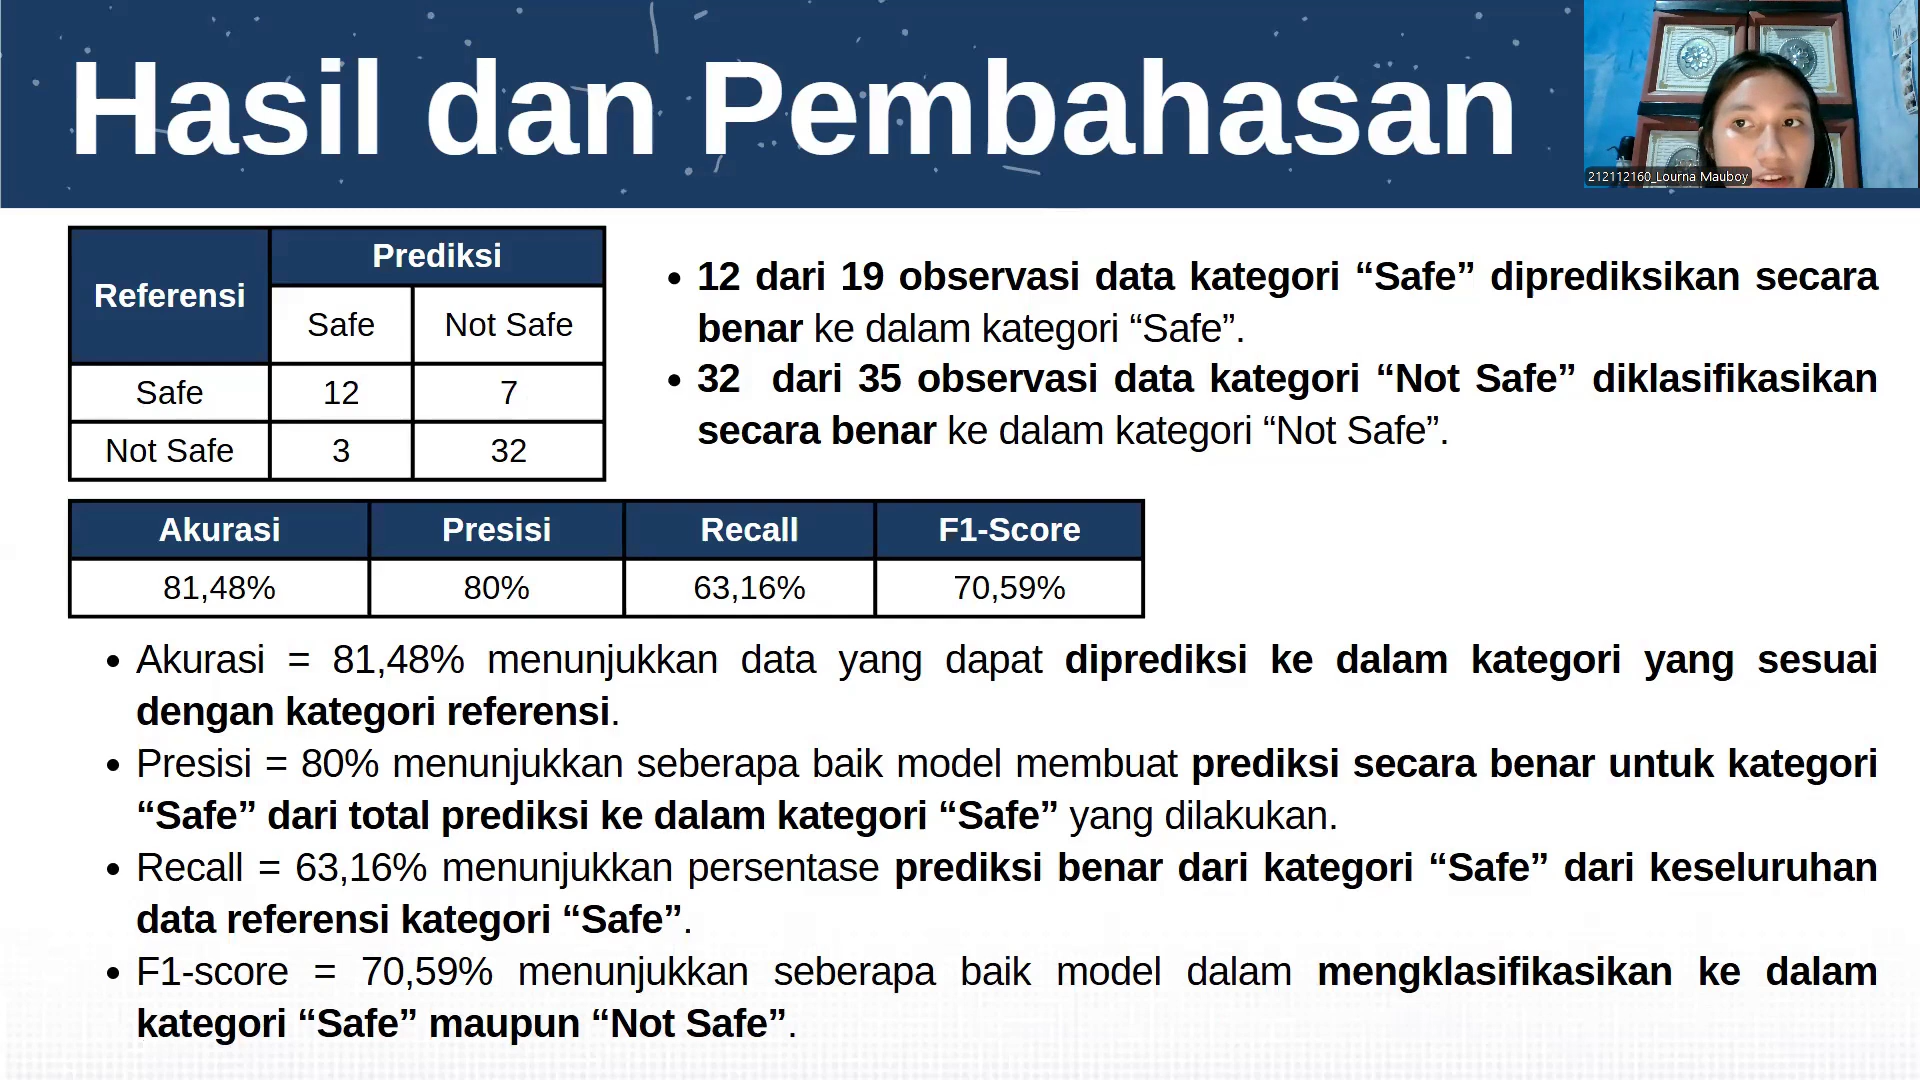 Hasil dan Pembahasan
212112160_Lourna Mauboy
Referensi
Prediksi
Safe
Not Safe
Safe
12
7
Not Safe
3
32
• 12 dari 19 observasi data kategori “Safe” diprediksikan secara
benar ke dalam kategori “Safe”.
• 32 dari 35 observasi data kategori “Not Safe” diklasifikasikan
secara benar ke dalam kategori “Not Safe”.
Akurasi
Presisi
Recall
F1-Score
81,48%
80%
63,16%
70,59%
• Akurasi = 81,48% menunjukkan data yang dapat diprediksi ke dalam kategori yang sesuai
dengan kategori referensi.
• Presisi = 80% menunjukkan seberapa baik model membuat prediksi secara benar untuk kategori
“Safe” dari total prediksi ke dalam kategori “Safe” yang dilakukan.
• Recall = 63,16% menunjukkan persentase prediksi benar dari kategori “Safe” dari keseluruhan
data referensi kategori “Safe”.
• F1-score = 70,59% menunjukkan seberapa baik model dalam mengklasifikasikan ke dalam
kategori “Safe” maupun “Not Safe”.